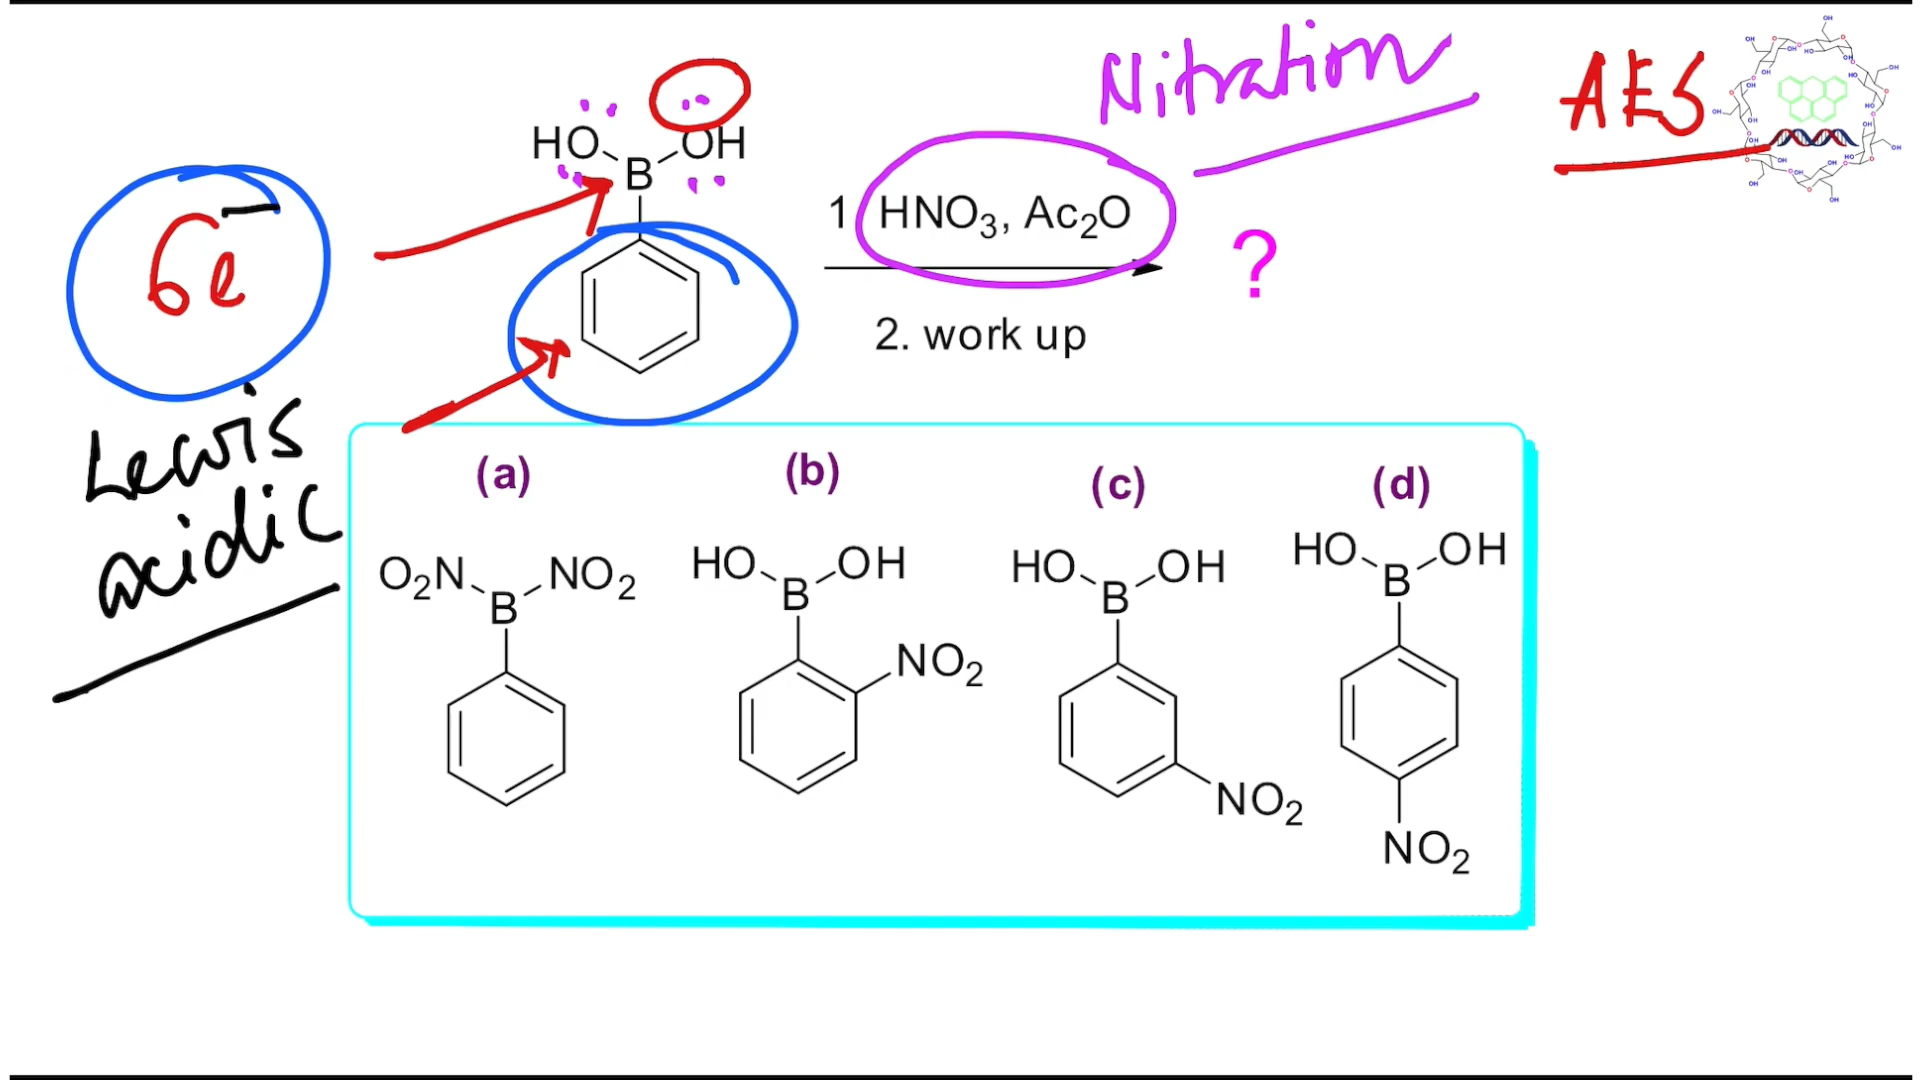 Nitration
AES
HO OH
B
6e⁻
1 HNO₃, Ac₂O
?
2. work up
Lewis
acidic
(a) (b) (c) (d)
O₂N NO₂
B
HO OH
B
NO₂
HO OH
B
NO₂
HO OH
B
NO₂